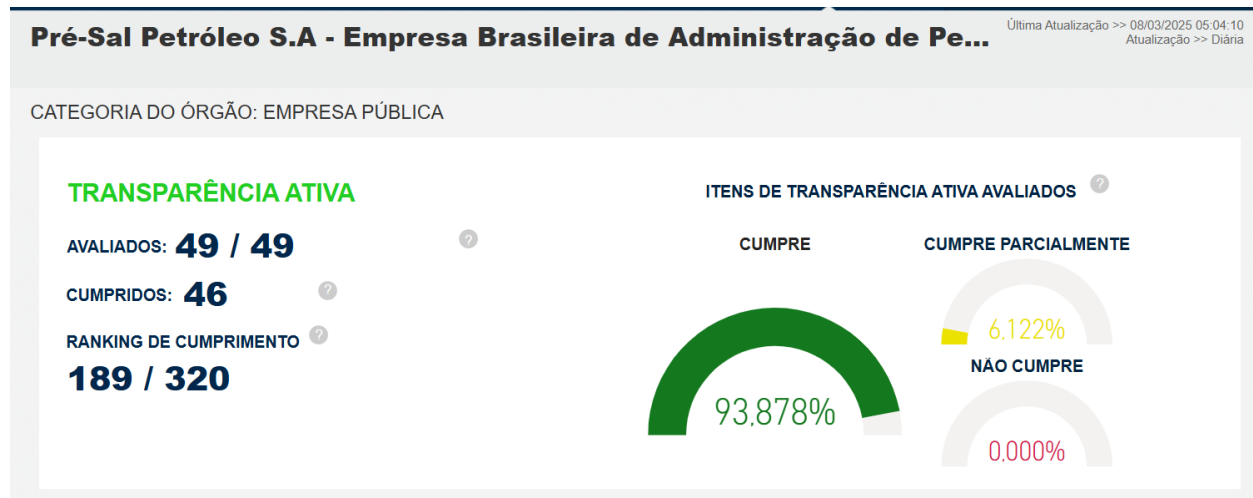 Pré-Sal Petróleo S.A - Empresa Brasileira de Administração de Pe...
Última Atualização >> 08/03/2025 05:04:10
Atualização >> Diária
CATEGORIA DO ÓRGÃO: EMPRESA PÚBLICA
TRANSPARÊNCIA ATIVA
AVALIADOS: 49 / 49 ?
CUMPRIDOS: 46 ?
RANKING DE CUMPRIMENTO ?
189 / 320
ITENS DE TRANSPARÊNCIA ATIVA AVALIADOS ?
CUMPRE
93,878%
CUMPRE PARCIALMENTE
6,122%
NÃO CUMPRE
0,000%